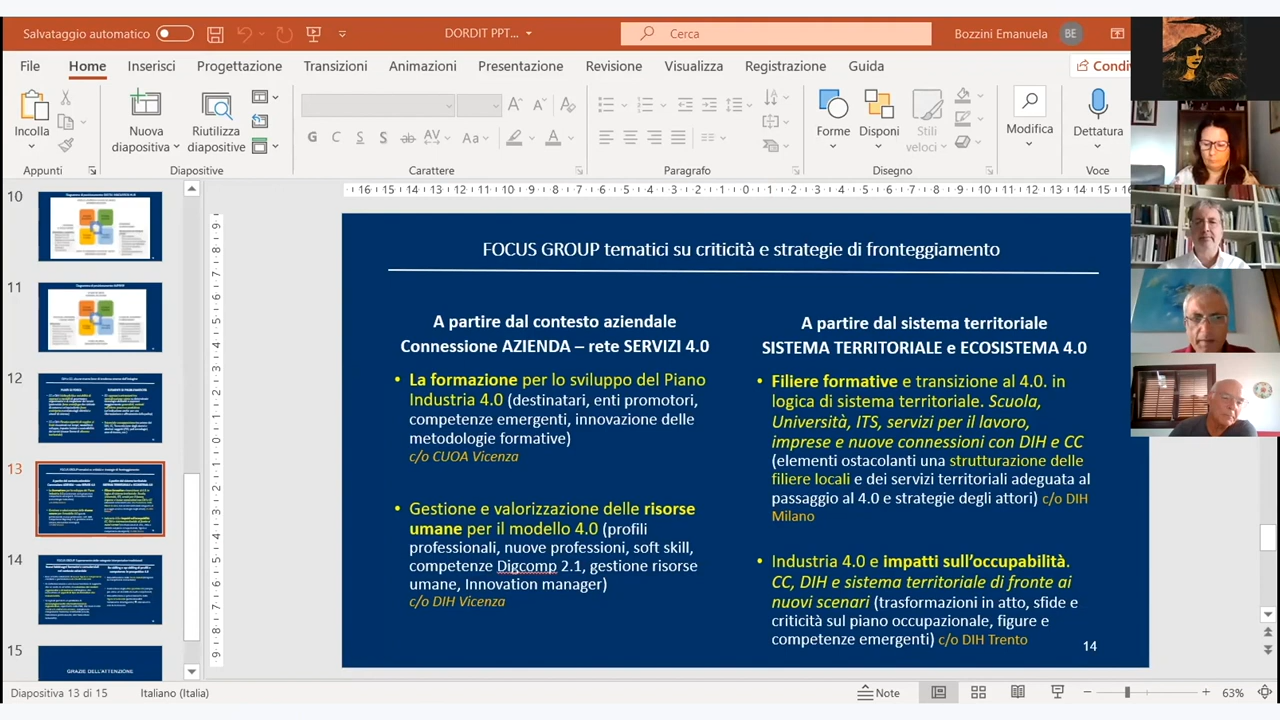 Salvataggio automatico
DORDIT PPT...
Cerca
Bozzini Emanuela
BE
File
Home
Inserisci
Progettazione
Transizioni
Animazioni
Presentazione
Revisione
Visualizza
Registrazione
Guida
Condiv
Incolla
Nuova
diapositiva
Riutilizza
diapositive
Forme
Disponi
Stili
veloci
Modifica
Dettatura
Appunti
Diapositive
Carattere
Paragrafo
Disegno
Voce
10
11
12
13
14
15
GRAZIE DELL'ATTENZIONE
FOCUS GROUP tematici su criticità e strategie di fronteggiamento
A partire dal contesto aziendale
Connessione AZIENDA – rete SERVIZI 4.0
• La formazione per lo sviluppo del Piano
Industria 4.0 (destinatari, enti promotori,
competenze emergenti, innovazione delle
metodologie formative)
c/o CUOA Vicenza
• Gestione e valorizzazione delle risorse
umane per il modello 4.0 (profili
professionali, nuove professioni, soft skill,
competenze Digcomp 2.1, gestione risorse
umane, Innovation manager)
c/o DIH Vicenza
A partire dal sistema territoriale
SISTEMA TERRITORIALE e ECOSISTEMA 4.0
• Filiere formative e transizione al 4.0. in
logica di sistema territoriale. Scuola,
Università, ITS, servizi per il lavoro,
imprese e nuove connessioni con DIH e CC
(elementi ostacolanti una strutturazione delle
filiere locali e dei servizi territoriali adeguata al
passaggio al 4.0 e strategie degli attori) c/o DIH
Milano
• Industria 4.0 e impatti sull'occupabilità.
CC, DIH e sistema territoriale di fronte ai
nuovi scenari (trasformazioni in atto, sfide e
criticità sul piano occupazionale, figure e
competenze emergenti) c/o DIH Trento
14
Diapositiva 13 di 15
Italiano (Italia)
Note
63%